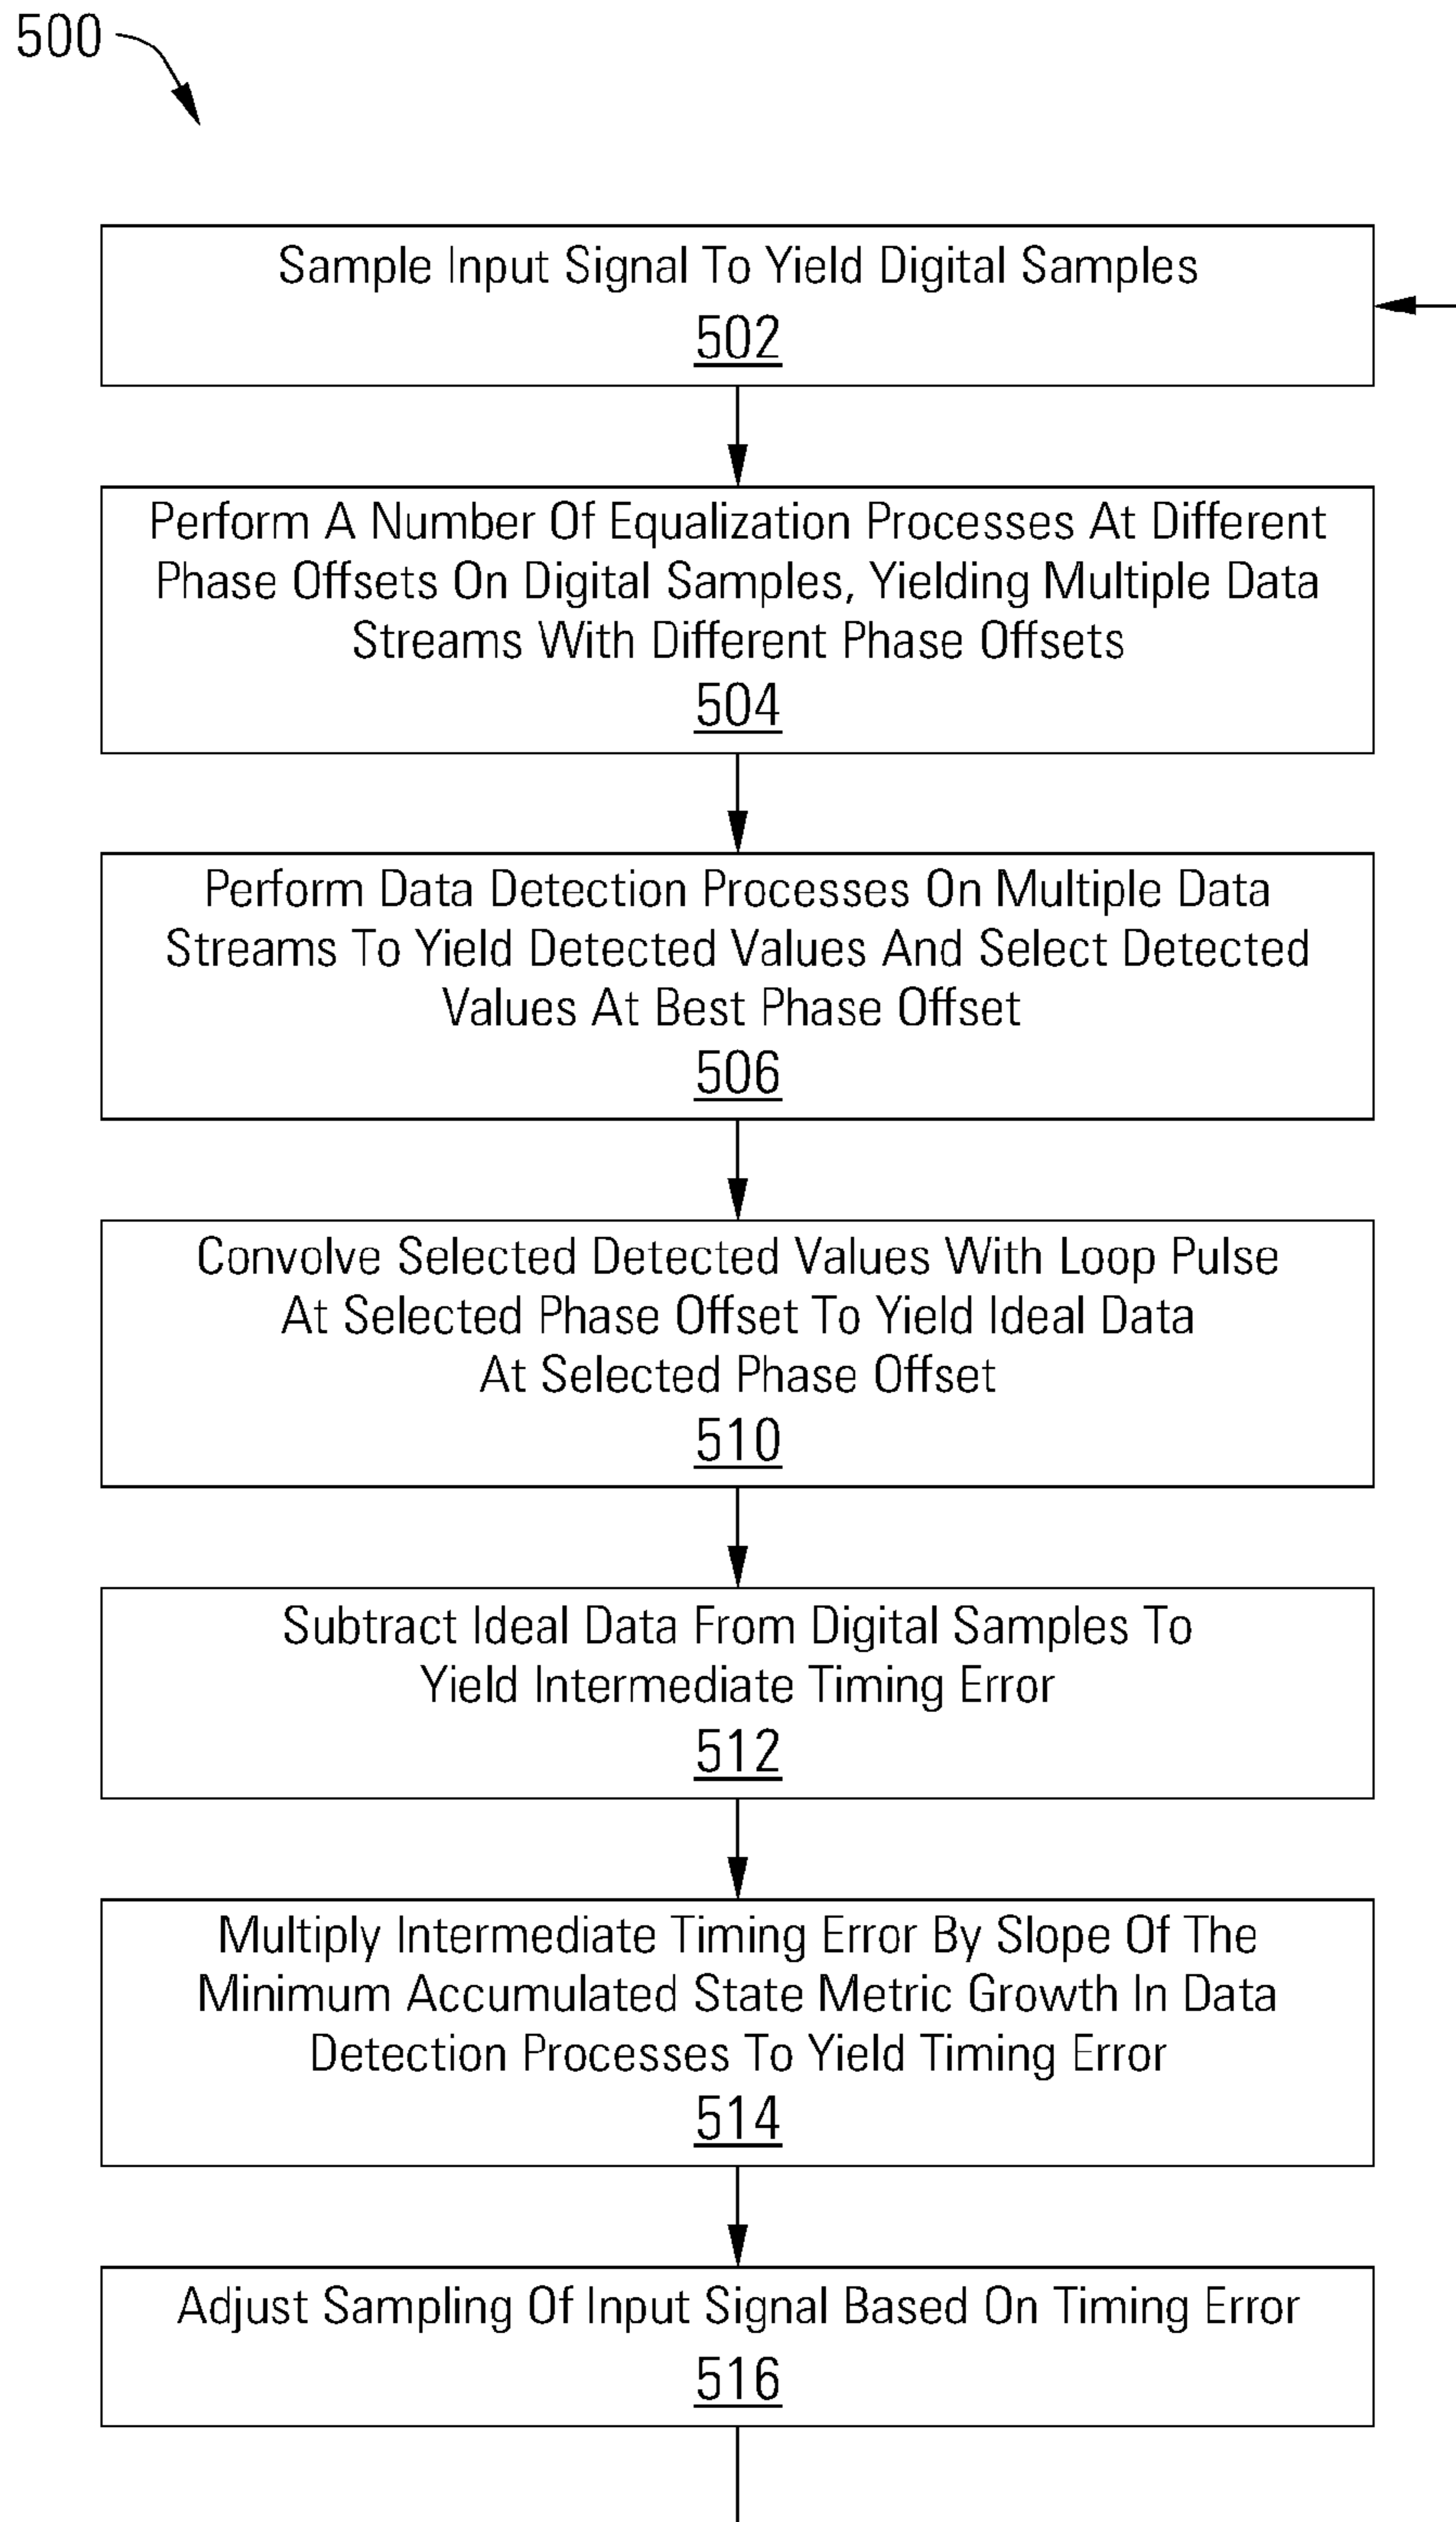 500
Sample Input Signal To Yield Digital Samples
502
Perform A Number Of Equalization Processes At Different
Phase Offsets On Digital Samples, Yielding Multiple Data
Streams With Different Phase Offsets
504
Perform Data Detection Processes On Multiple Data
Streams To Yield Detected Values And Select Detected
Values At Best Phase Offset
506
Convolve Selected Detected Values With Loop Pulse
At Selected Phase Offset To Yield Ideal Data
At Selected Phase Offset
510
Subtract Ideal Data From Digital Samples To
Yield Intermediate Timing Error
512
Multiply Intermediate Timing Error By Slope Of The
Minimum Accumulated State Metric Growth In Data
Detection Processes To Yield Timing Error
514
Adjust Sampling Of Input Signal Based On Timing Error
516